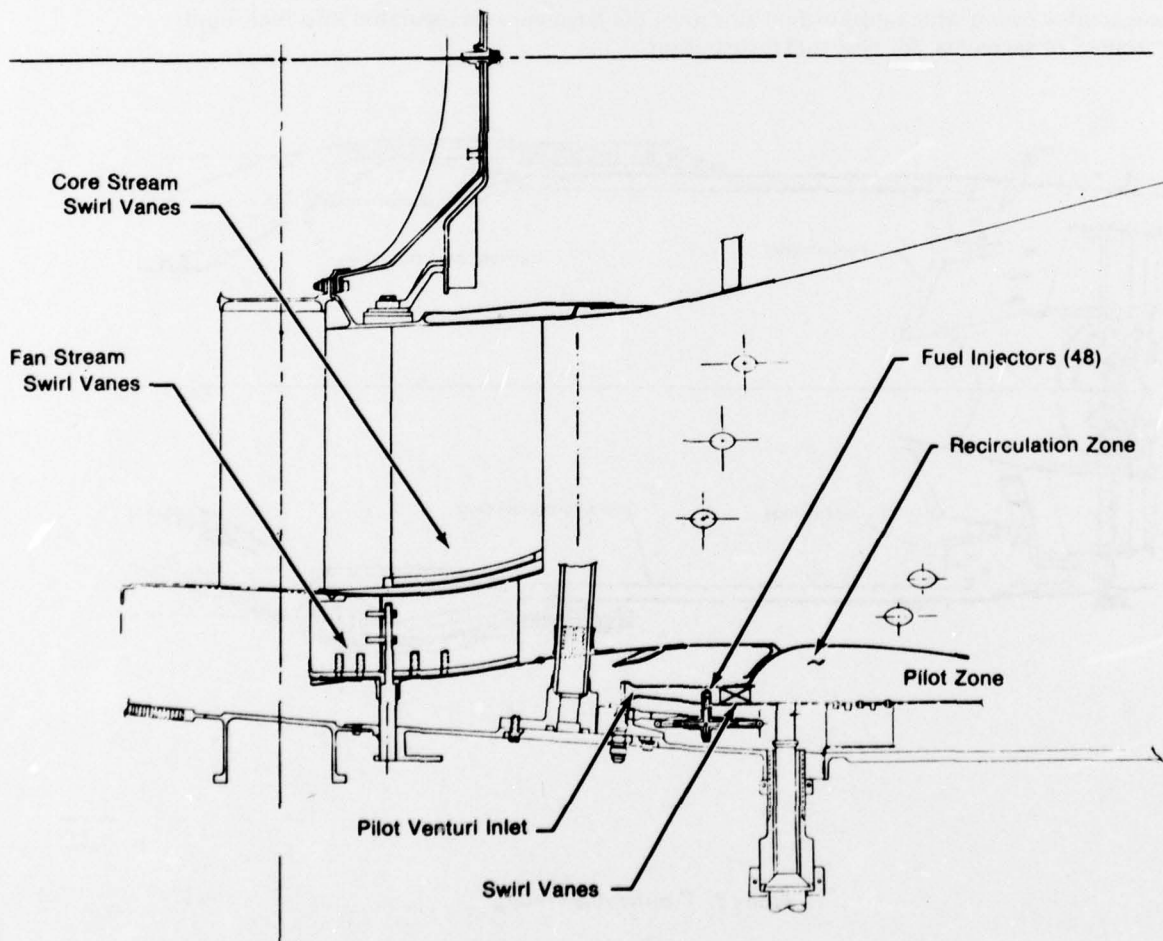 Core Stream
Swirl Vanes
Fan Stream
Swirl Vanes
Fuel Injectors (48)
Recirculation Zone
Pilot Zone
Pilot Venturi Inlet
Swirl Vanes